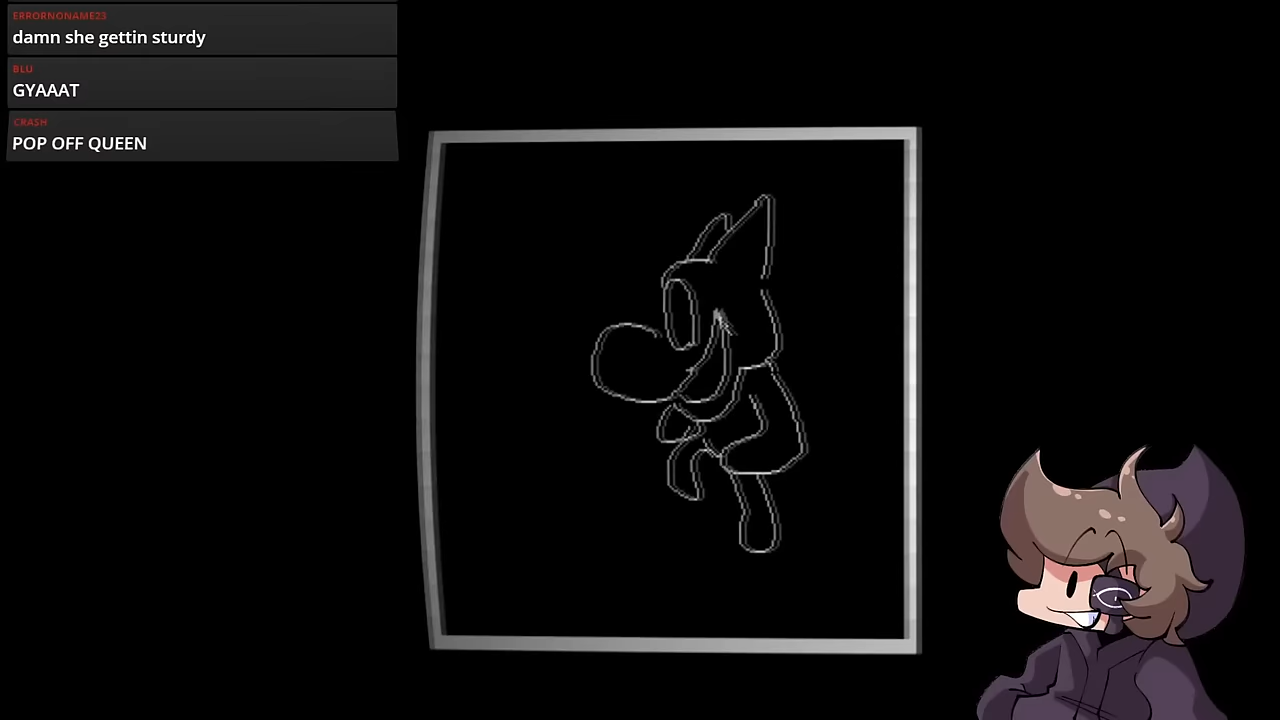 ERRORNONAME23
damn she gettin sturdy
BLU
GYAAAT
CRASH
POP OFF QUEEN